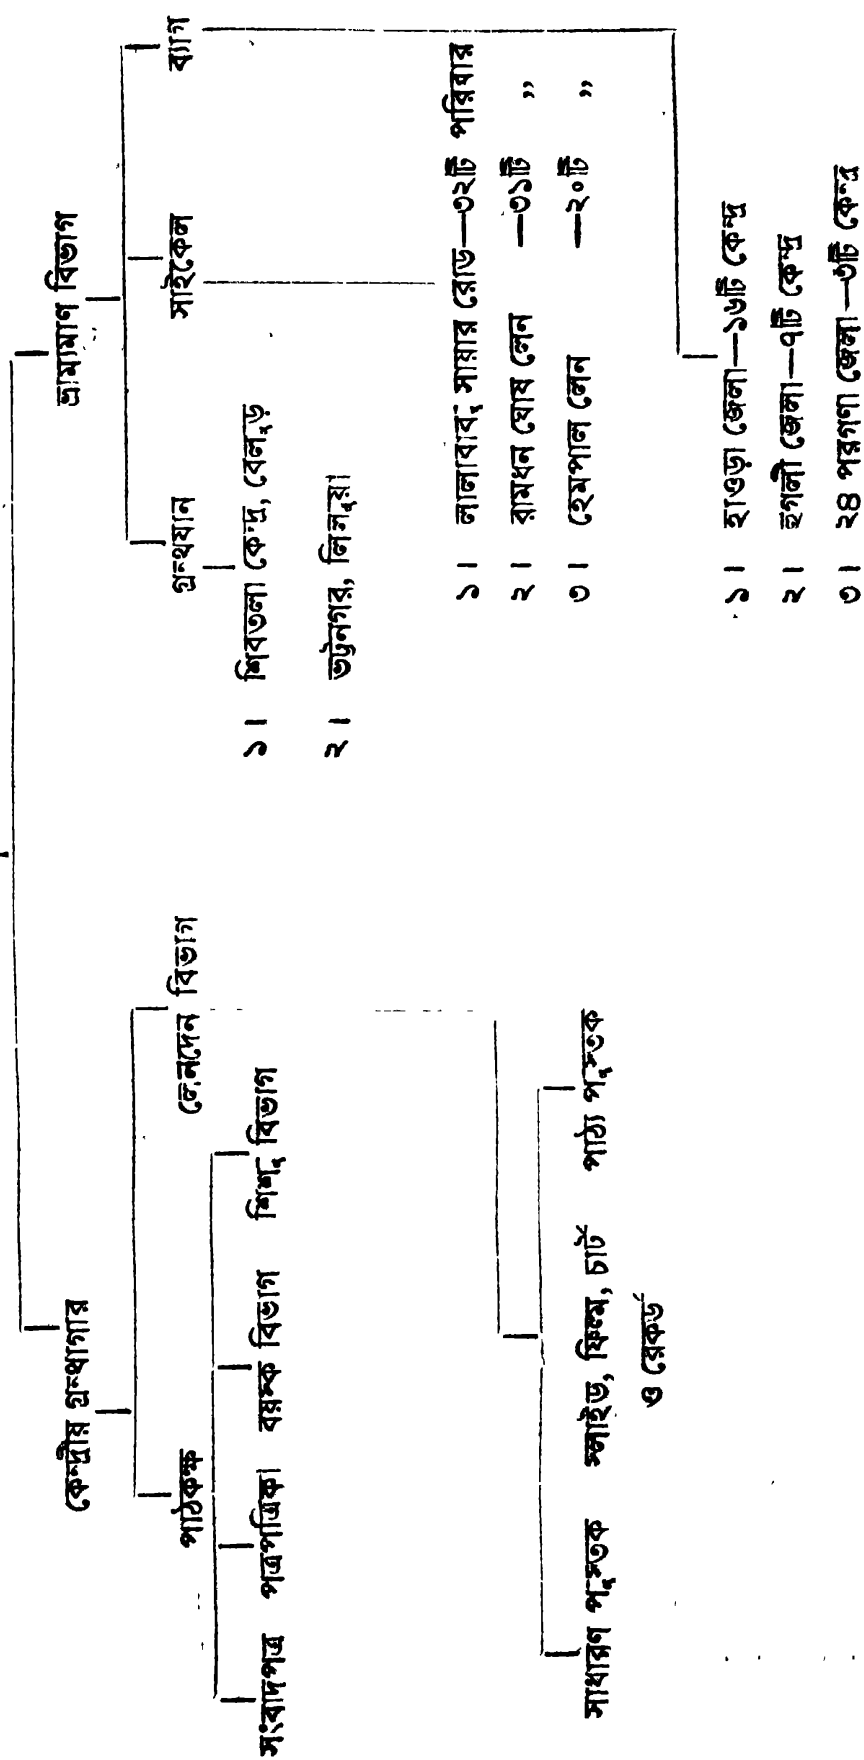 কেন্দ্রীয় গ্রন্থাগার
পাঠকক্ষ
লেনদেন বিভাগ
সংবাদপত্র পত্রপত্রিকা বয়স্ক বিভাগ শিশু বিভাগ
সাধারণ পুস্তক স্লাইড, ফিল্ম, চার্ট পাঠ্য পুস্তক
ও রেকর্ড
ভ্রাম্যমাণ বিভাগ
গ্রন্থযান সাইকেল ব্যাগ
১। শিবতলা কেন্দ্র, বেলুড়
২। ভট্টনগর, লিলুয়া
১। লালাবাবু সায়ার রোড—৩২টি পরিবার
২। রামধন ঘোষ লেন —৩১টি ,,
৩। হেমপাল লেন —২০টি ,,
১। হাওড়া জেলা—১৬টি কেন্দ্র
২। হুগলী জেলা—৭টি কেন্দ্র
৩। ২৪ পরগণা জেলা—৩টি কেন্দ্র